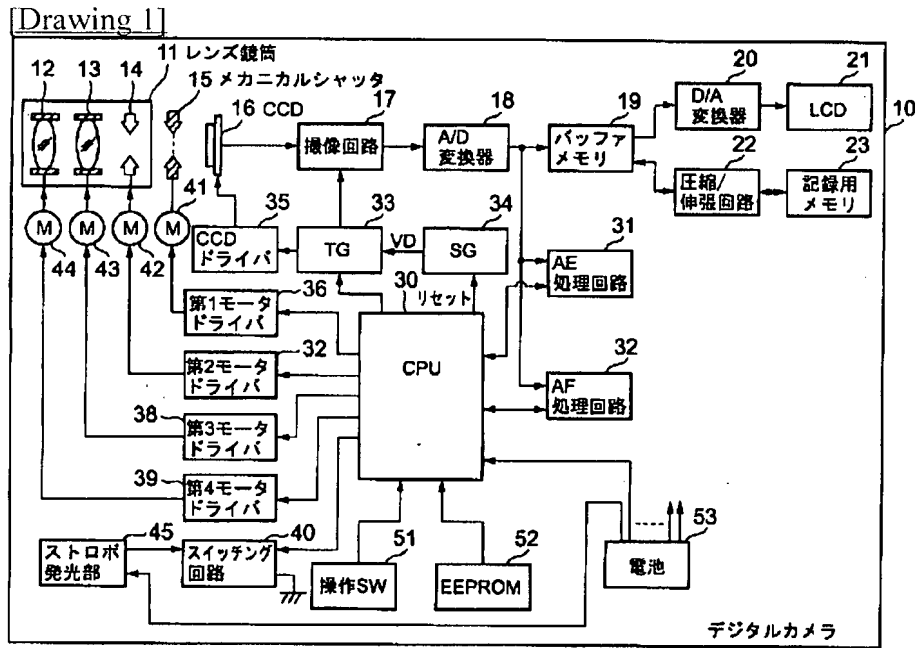 [Drawing 1]
11 レンズ鏡筒
12
13
14
15 メカニカルシャッタ
16 CCD
17
撮像回路
18
A/D
変換器
19
バッファ
メモリ
20
D/A
変換器
21
LCD
10
22
圧縮/
伸張回路
23
記録用
メモリ
M
44
M
43
M
42
M
41
35
CCD
ドライバ
33
TG
VD
34
SG
31
AE
処理回路
30
リセット
CPU
36
第1モータ
ドライバ
32
第2モータ
ドライバ
32
AF
処理回路
38
第3モータ
ドライバ
39
第4モータ
ドライバ
45
ストロボ
発光部
40
スイッチング
回路
51
操作SW
52
EEPROM
53
電池
デジタルカメラ